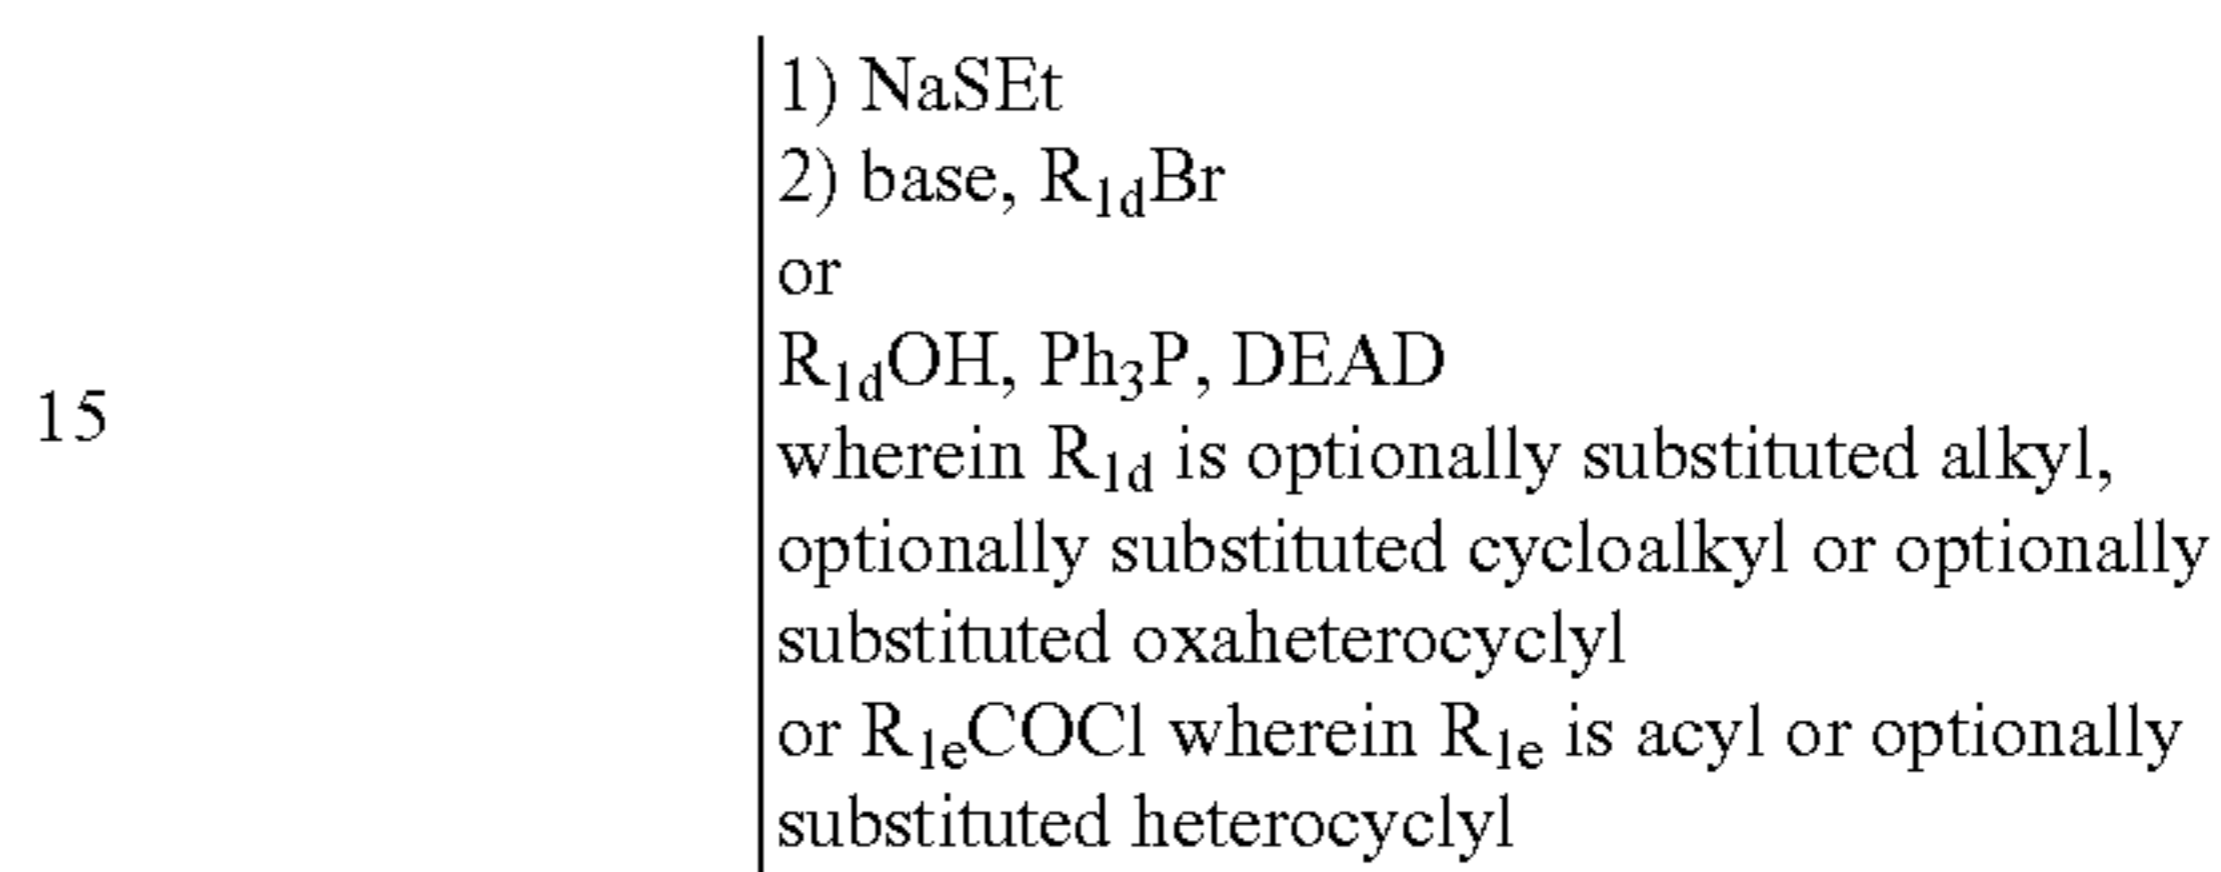 1) NaSEt
2) base, R1dBr
or
R1dOH, Ph3P, DEAD
15
wherein R1d is optionally substituted alkyl,
optionally substituted cycloalkyl or optionally
substituted oxaheterocyclyl
or R1eCOCl wherein R1e is acyl or optionally
substituted heterocyclyl